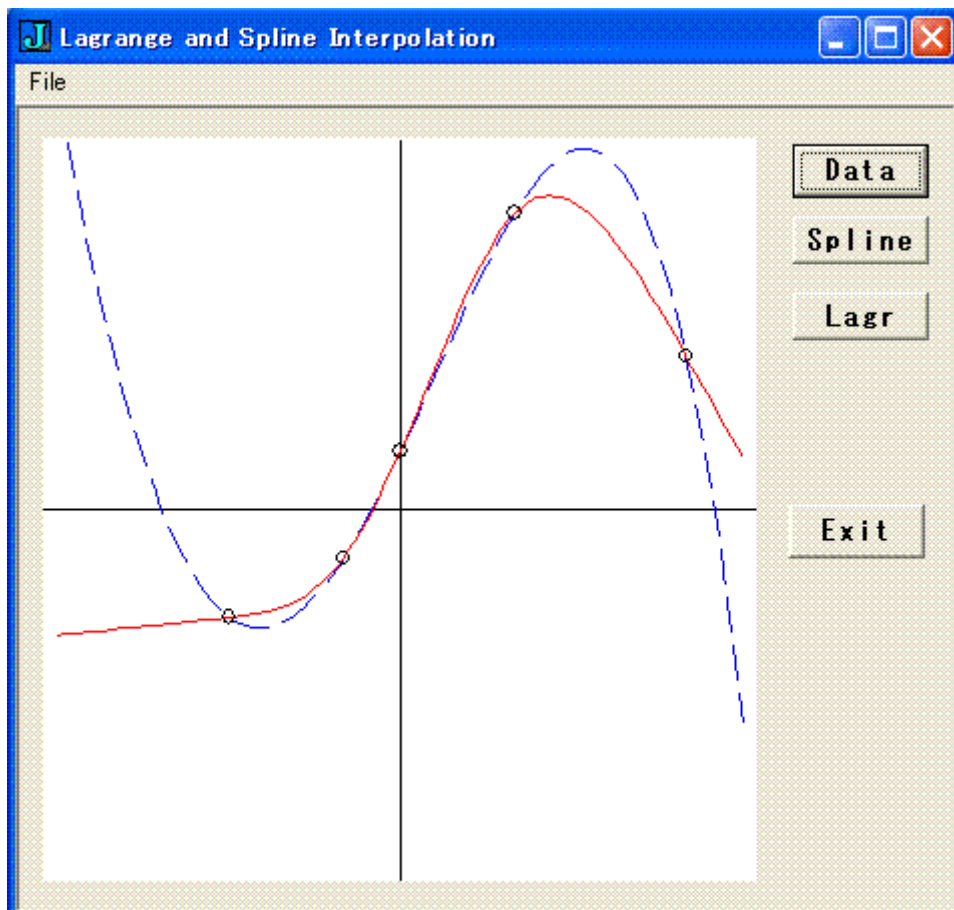 J Lagrange and Spline Interpolation
File
Data
Spline
Lagr
Exit